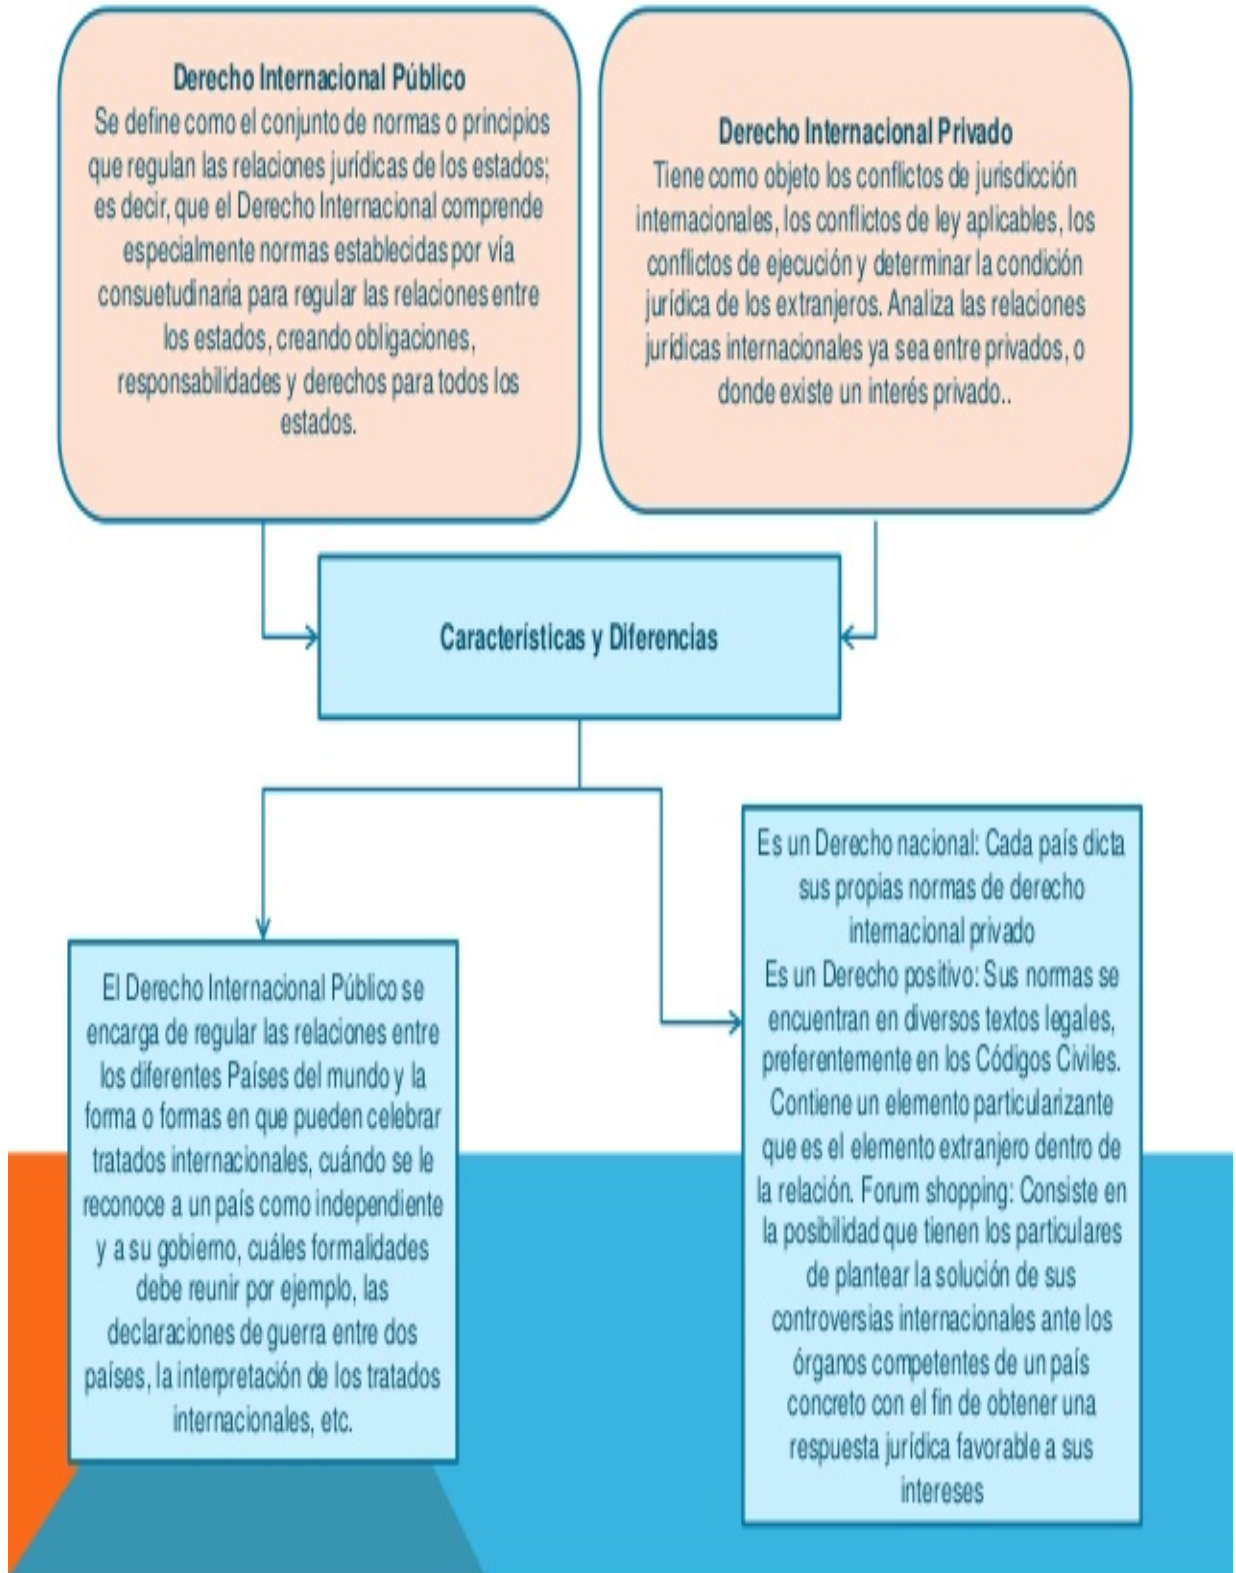 Derecho Internacional Público
Se define como el conjunto de normas o principios
que regulan las relaciones jurídicas de los estados;
es decir, que el Derecho Internacional comprende
especialmente normas establecidas por vía
consuetudinaria para regular las relaciones entre
los estados, creando obligaciones,
responsabilidades y derechos para todos los
estados.
Derecho Internacional Privado
Tiene como objeto los conflictos de jurisdicción
internacionales, los conflictos de ley aplicables, los
conflictos de ejecución y determinar la condición
jurídica de los extranjeros. Analiza las relaciones
jurídicas internacionales ya sea entre privados, o
donde existe un interés privado..
Características y Diferencias
El Derecho Internacional Público se
encarga de regular las relaciones entre
los diferentes Países del mundo y la
forma o formas en que pueden celebrar
tratados internacionales, cuándo se le
reconoce a un país como independiente
y a su gobierno, cuáles formalidades
debe reunir por ejemplo, las
declaraciones de guerra entre dos
países, la interpretación de los tratados
internacionales, etc.
Es un Derecho nacional: Cada país dicta
sus propias normas de derecho
internacional privado
Es un Derecho positivo: Sus normas se
encuentran en diversos textos legales,
preferentemente en los Códigos Civiles.
Contiene un elemento particularizante
que es el elemento extranjero dentro de
la relación. Forum shopping: Consiste en
la posibilidad que tienen los particulares
de plantear la solución de sus
controversias internacionales ante los
órganos competentes de un país
concreto con el fin de obtener una
respuesta jurídica favorable a sus
intereses